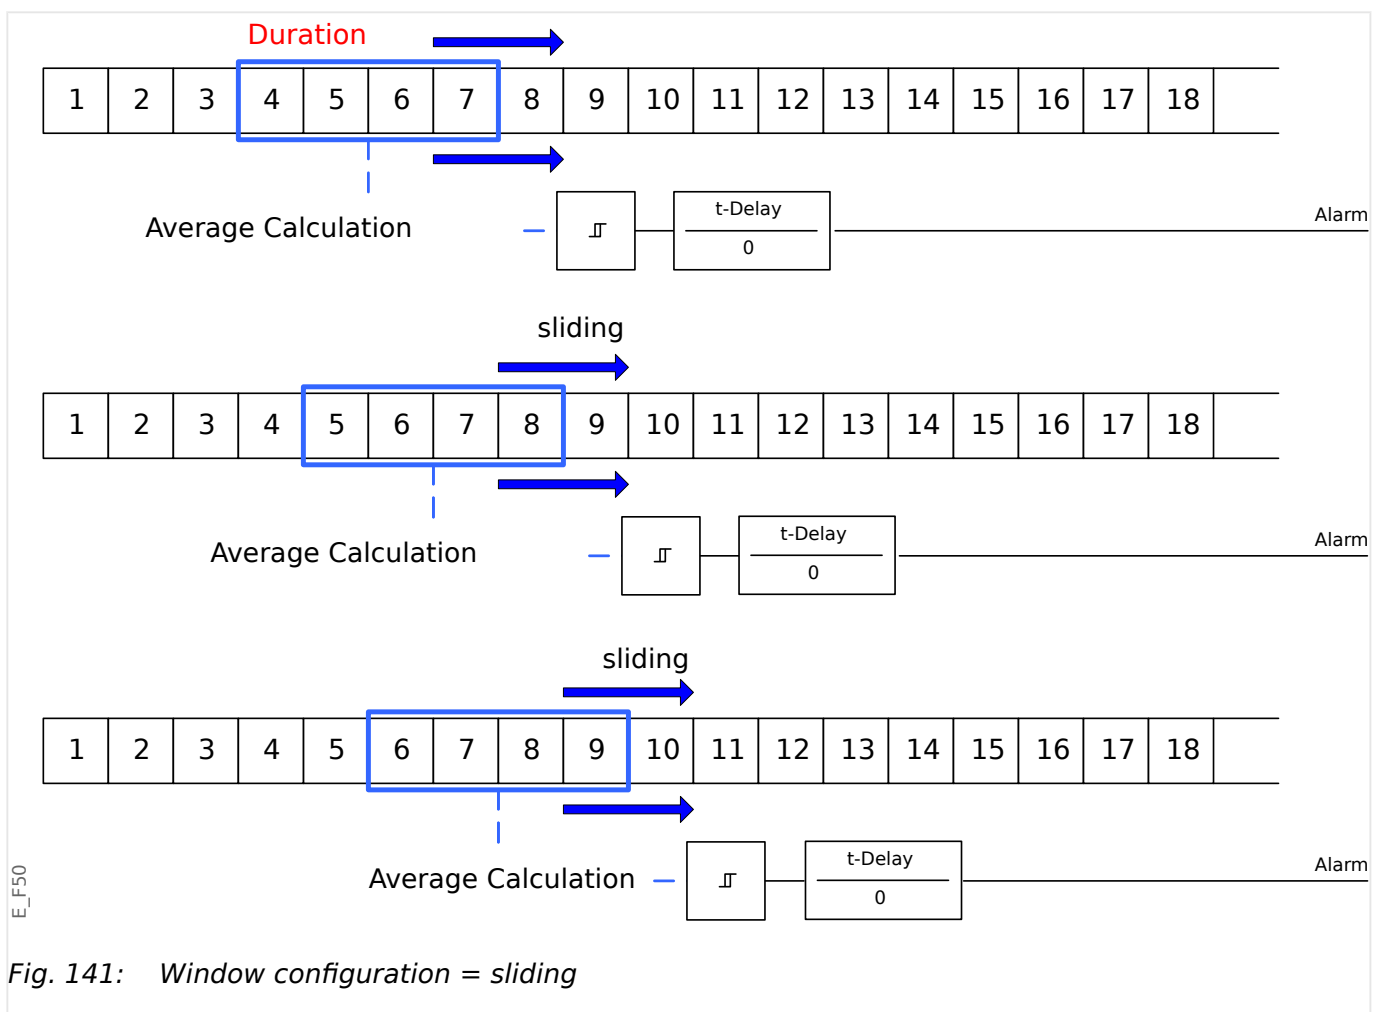 Duration
1 2 3 4 5 6 7 8 9 10 11 12 13 14 15 16 17 18
t-Delay
Alarm
Average Calculation
0
sliding
1 2 3 4 5 6 7 8 9 10 11 12 13 14 15 16 17 18
t-Delay
Alarm
Average Calculation
0
sliding
1 2 3 4 5 6 7 8 9 10 11 12 13 14 15 16 17 18
t-Delay
Alarm
Average Calculation
0
E_F50
Fig. 141: Window configuration = sliding